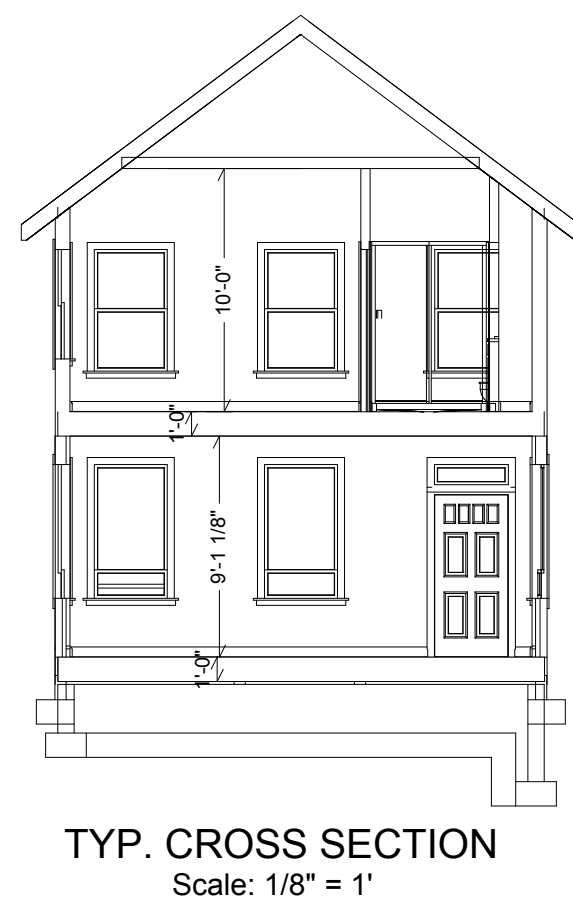 10'-0"
1'-0"
9'-1 1/8"
1'-0"
TYP. CROSS SECTION
Scale: 1/8" = 1'